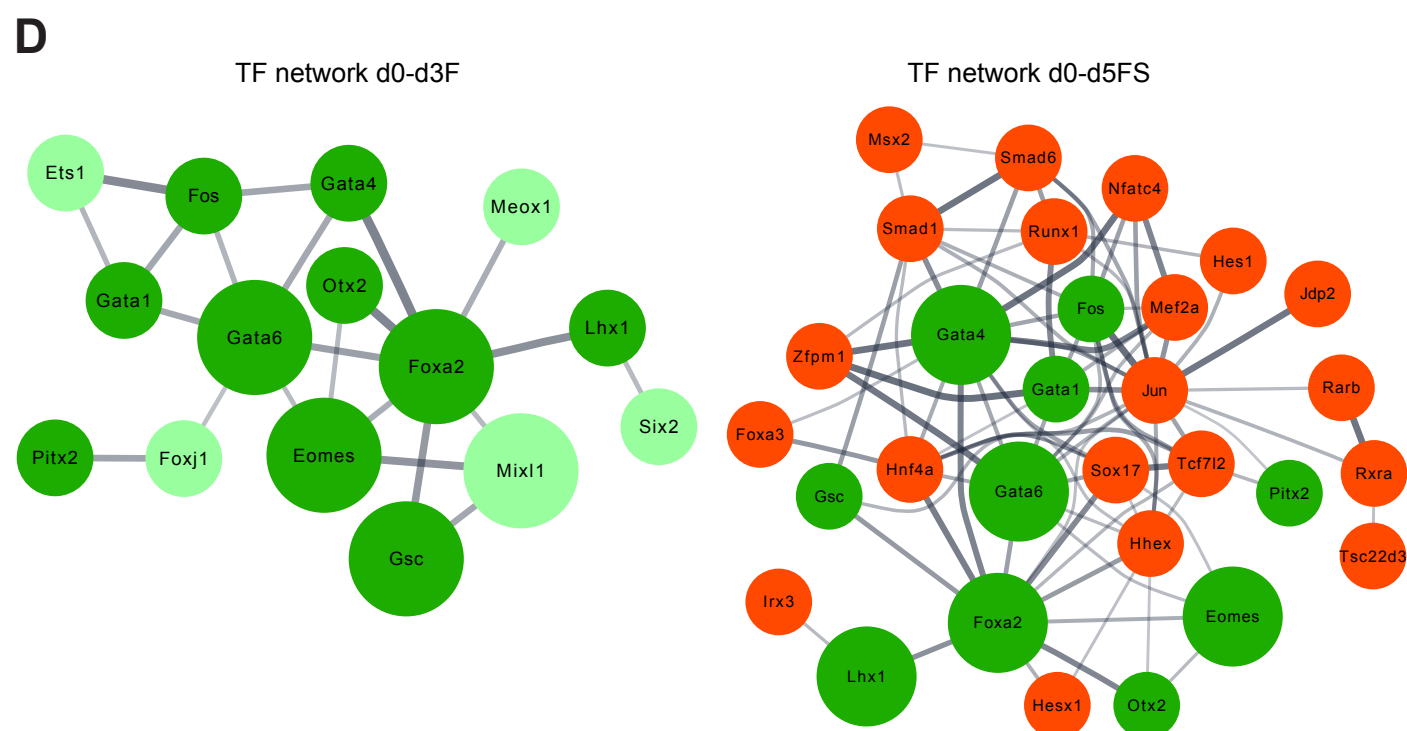 D
TF network d0-d3F
TF network d0-d5FS
Ets1
Fos
Gata4
Meox1
Gata1
Otx2
Gata6
Foxa2
Lhx1
Six2
Pitx2
Foxj1
Eomes
Mixl1
Gsc
Msx2
Smad6
Nfatc4
Smad1
Runx1
Hes1
Jdp2
Gata4
Fos
Mef2a
Zfpm1
Gata1
Jun
Rarb
Foxa3
Hnf4a
Sox17
Tcf7l2
Rxra
Gsc
Gata6
Pitx2
Hhex
Tsc22d3
Irx3
Foxa2
Eomes
Lhx1
Hesx1
Otx2